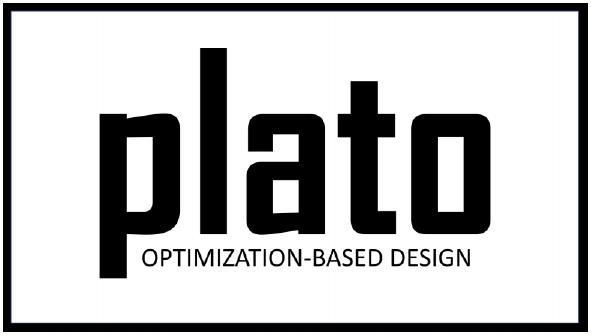 plato
OPTIMIZATION-BASED DESIGN